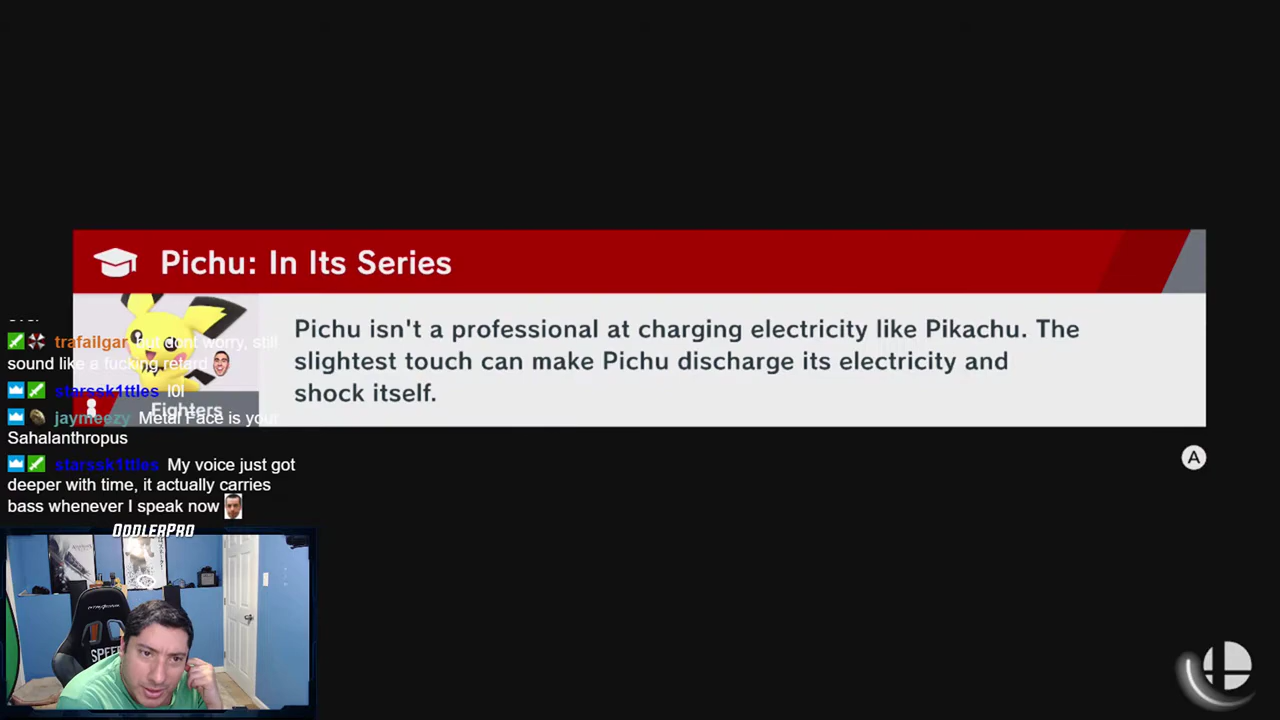 Pichu: In Its Series
Pichu isn't a professional at charging electricity like Pikachu. The
slightest touch can make Pichu discharge its electricity and
shock itself.
Fighters
A
trafailgar but dont worry, still
sound like a fucking retard
starssk1ttles l0l
jaymeezy Metal Face is your
Sahalanthropus
starssk1ttles My voice just got
deeper with time, it actually carries
bass whenever I speak now
ODDLERPRO
SPEE